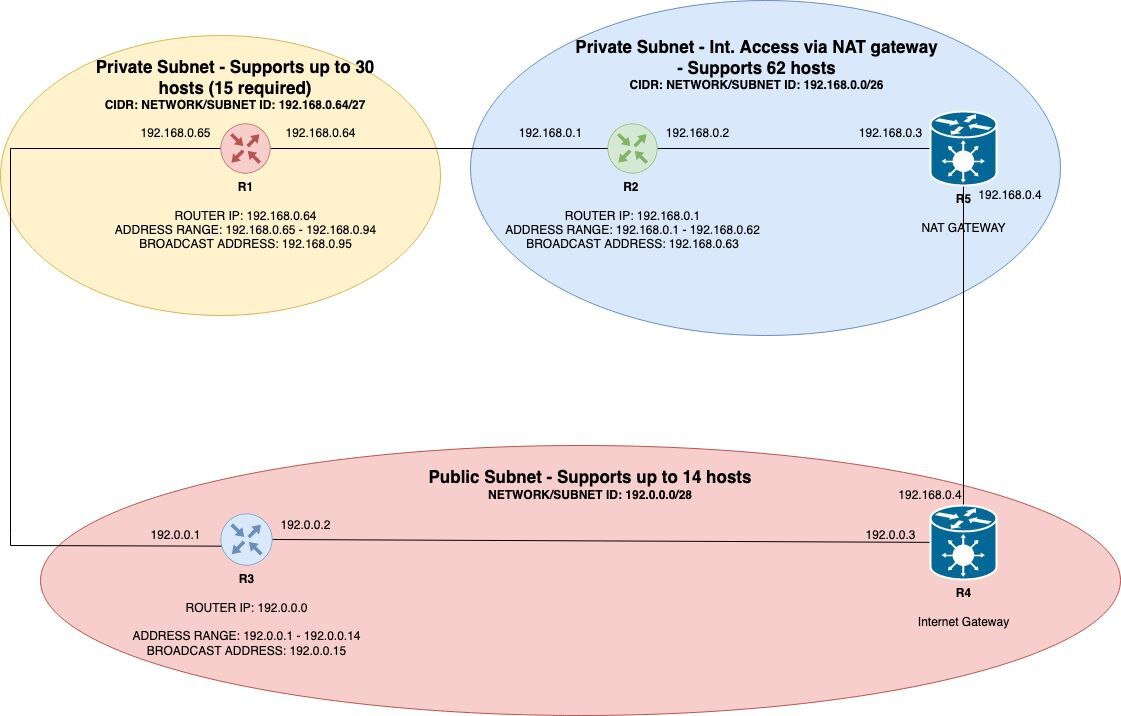 Private Subnet - Supports up to 30
hosts (15 required)
CIDR: NETWORK/SUBNET ID: 192.168.0.64/27
192.168.0.65
192.168.0.64
R1
ROUTER IP: 192.168.0.64
ADDRESS RANGE: 192.168.0.65 - 192.168.0.94
BROADCAST ADDRESS: 192.168.0.95
Private Subnet - Int. Access via NAT gateway
- Supports 62 hosts
CIDR: NETWORK/SUBNET ID: 192.168.0.0/26
192.168.0.1
192.168.0.2
192.168.0.3
R2
R5
192.168.0.4
NAT GATEWAY
ROUTER IP: 192.168.0.1
ADDRESS RANGE: 192.168.0.1 - 192.168.0.62
BROADCAST ADDRESS: 192.168.0.63
Public Subnet - Supports up to 14 hosts
NETWORK/SUBNET ID: 192.0.0.0/28
192.168.0.4
192.0.0.1
192.0.0.2
192.0.0.3
R3
R4
ROUTER IP: 192.0.0.0
Internet Gateway
ADDRESS RANGE: 192.0.0.1 - 192.0.0.14
BROADCAST ADDRESS: 192.0.0.15